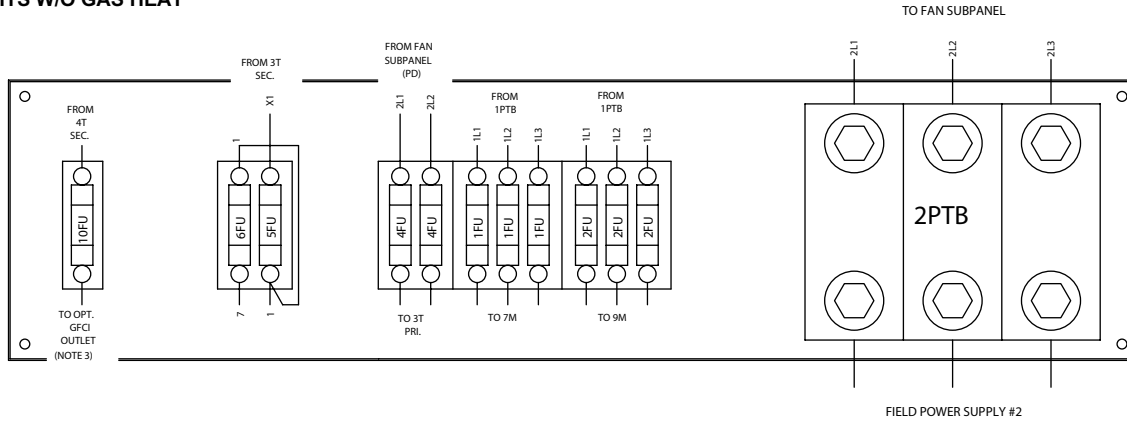 ITS W/O GAS HEAT
TO FAN SUBPANEL
2L1
2L2
2L3
FROM
4T
SEC.
10FU
TO OPT.
GFCI
OUTLET
(NOTE 3)
FROM 3T
SEC.
X1
1
6FU
5FU
7
1
FROM FAN
SUBPANEL
(PD)
2L1
2L2
4FU
4FU
TO 3T
PRI.
FROM
1PTB
1L1
1L2
1L3
1FU
1FU
1FU
TO 7M
FROM
1PTB
1L1
1L2
1L3
2FU
2FU
2FU
TO 9M
2PTB
FIELD POWER SUPPLY #2